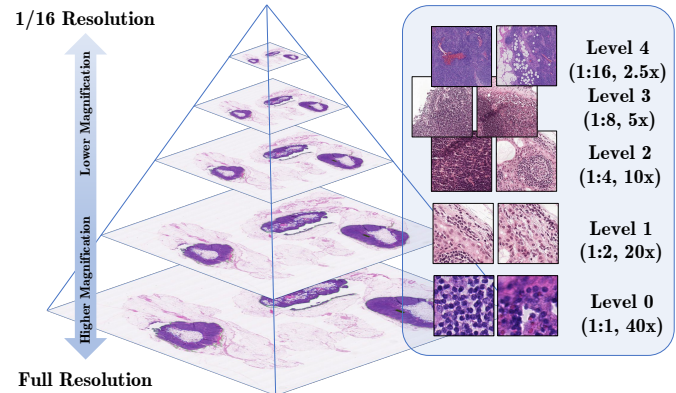 1/16 Resolution
Lower Magnification
Higher Magnification
Full Resolution
Level 4
(1:16, 2.5x)
Level 3
(1:8, 5x)
Level 2
(1:4, 10x)
Level 1
(1:2, 20x)
Level 0
(1:1, 40x)